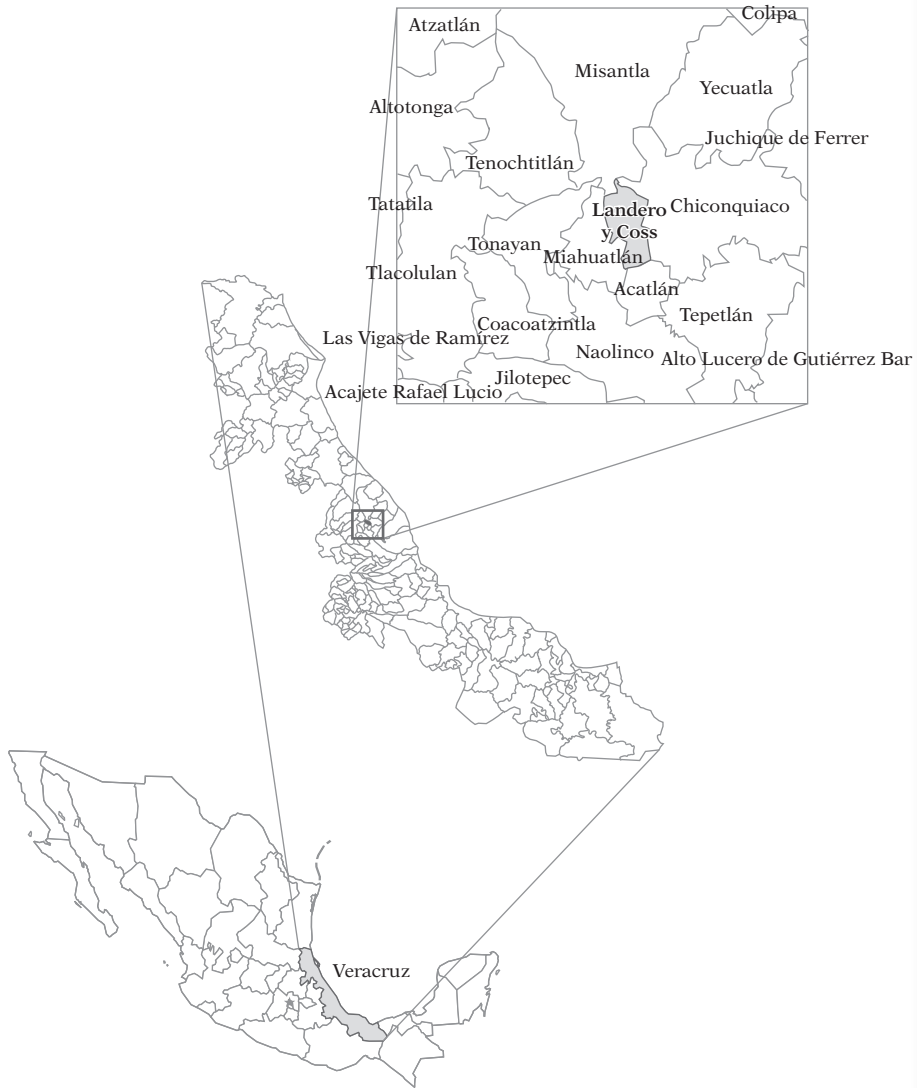 Colipa
Atzatlán
Misantla
Yecuatla
Altotonga
Juchique de Ferrer
Tenochtitlán
Tatatila
Landero
y Coss
Chiconquiaco
Tonayan
Miahuatlán
Tlacolulan
Acatlán
Tepetlán
Coacoatzintla
Las Vigas de Ramírez
Naolinco
Alto Lucero de Gutiérrez Bar
Jilotepec
Acajete Rafael Lucio
Veracruz